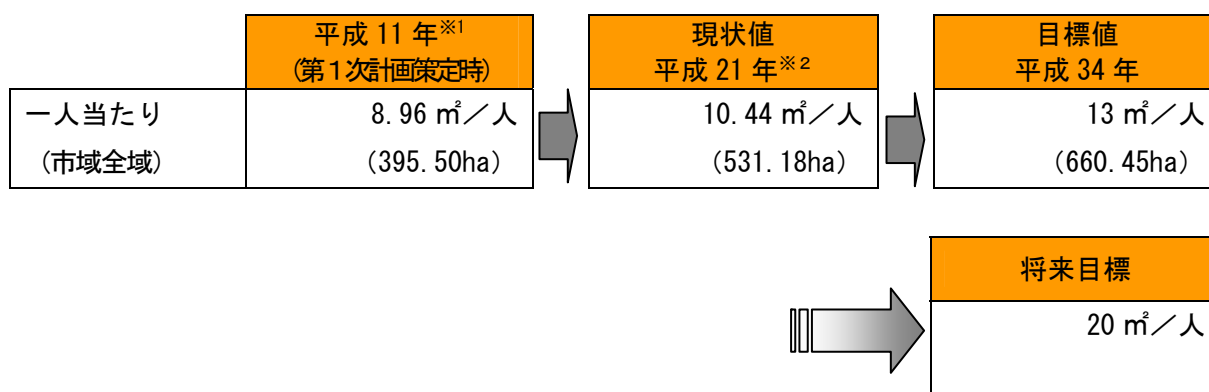 平成 11 年※1
(第１次計画策定時)
現状値
平成 21 年※2
目標値
平成 34 年
一人当たり
8.96 ㎡／人
10.44 ㎡／人
13 ㎡／人
(市域全域)
(395.50ha)
(531.18ha)
(660.45ha)
将来目標
20 ㎡／人